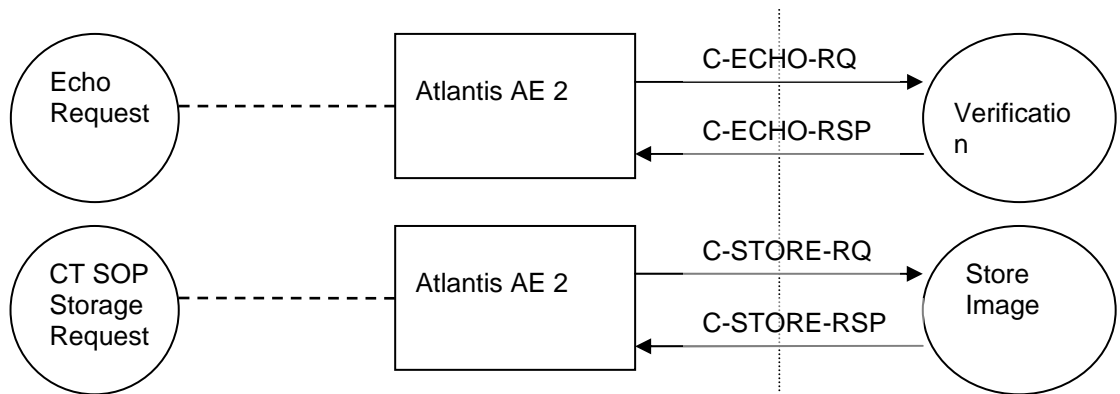 Echo
Request
Atlantis AE 2
C-ECHO-RQ
C-ECHO-RSP
Verificatio
n
CT SOP
Storage
Request
Atlantis AE 2
C-STORE-RQ
C-STORE-RSP
Store
Image